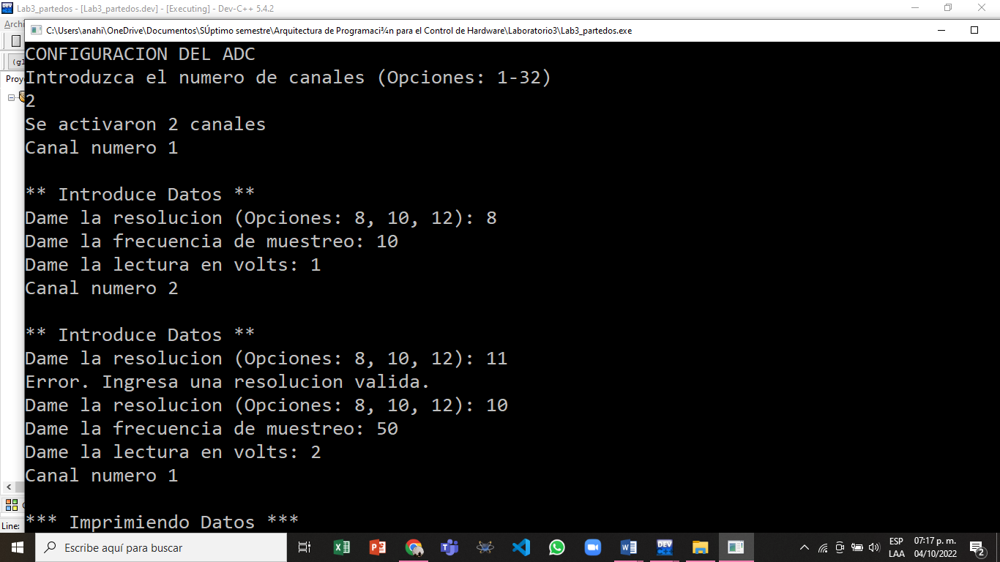 Lab3_partedos - [Lab3_partedos.dev] - [Executing] - Dev-C++ 5.4.2
Archi
C:\Users\anahi\OneDrive\Documentos\SÚptimo semestre\Arquitectura de Programaci¾n para el Control de Hardware\Laboratorio3\Lab3_partedos.exe
(gl
Proy
CONFIGURACION DEL ADC
Introduzca el numero de canales (Opciones: 1-32)
2
Se activaron 2 canales
Canal numero 1
** Introduce Datos **
Dame la resolucion (Opciones: 8, 10, 12): 8
Dame la frecuencia de muestreo: 10
Dame la lectura en volts: 1
Canal numero 2
** Introduce Datos **
Dame la resolucion (Opciones: 8, 10, 12): 11
Error. Ingresa una resolucion valida.
Dame la resolucion (Opciones: 8, 10, 12): 10
Dame la frecuencia de muestreo: 50
Dame la lectura en volts: 2
Canal numero 1
*** Imprimiendo Datos ***
Line:
Escribe aquí para buscar
ESP
LAA
07:17 p. m.
04/10/2022
2